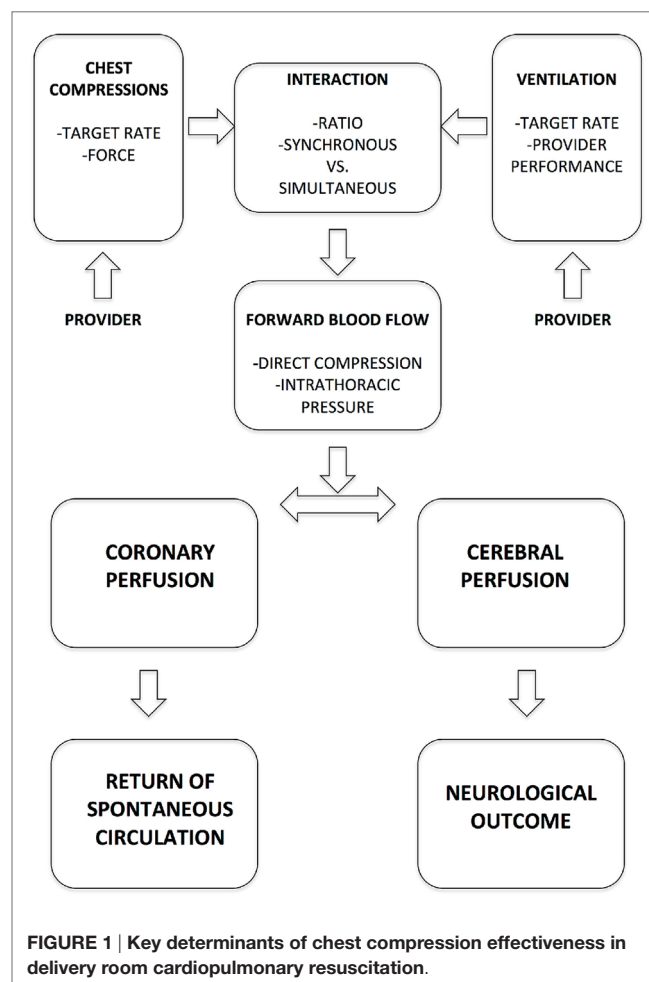 CHEST
COMPRESSIONS
-TARGET RATE
-FORCE
INTERACTION
-RATIO
-SYNCHRONOUS
VS.
SIMULTANEOUS
VENTILATION
-TARGET RATE
-PROVIDER
PERFORMANCE
PROVIDER
PROVIDER
FORWARD BLOOD FLOW
-DIRECT COMPRESSION
-INTRATHORACIC
PRESSURE
CORONARY
PERFUSION
CEREBRAL
PERFUSION
RETURN OF
SPONTANEOUS
CIRCULATION
NEUROLOGICAL
OUTCOME
FIGURE 1 | Key determinants of chest compression effectiveness in
delivery room cardiopulmonary resuscitation.